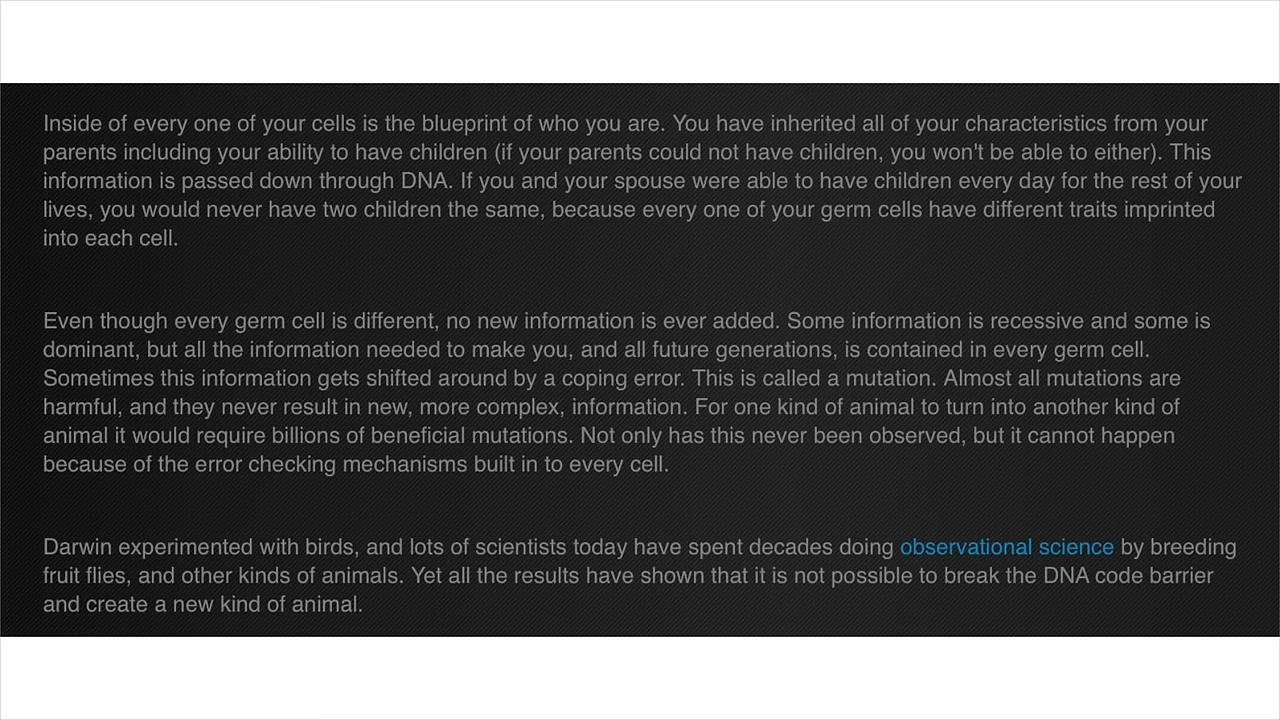 Inside of every one of your cells is the blueprint of who you are. You have inherited all of your characteristics from your
parents including your ability to have children (if your parents could not have children, you won't be able to either). This
information is passed down through DNA. If you and your spouse were able to have children every day for the rest of your
lives, you would never have two children the same, because every one of your germ cells have different traits imprinted
into each cell.
Even though every germ cell is different, no new information is ever added. Some information is recessive and some is
dominant, but all the information needed to make you, and all future generations, is contained in every germ cell.
Sometimes this information gets shifted around by a coping error. This is called a mutation. Almost all mutations are
harmful, and they never result in new, more complex, information. For one kind of animal to turn into another kind of
animal it would require billions of beneficial mutations. Not only has this never been observed, but it cannot happen
because of the error checking mechanisms built in to every cell.
Darwin experimented with birds, and lots of scientists today have spent decades doing observational science by breeding
fruit flies, and other kinds of animals. Yet all the results have shown that it is not possible to break the DNA code barrier
and create a new kind of animal.